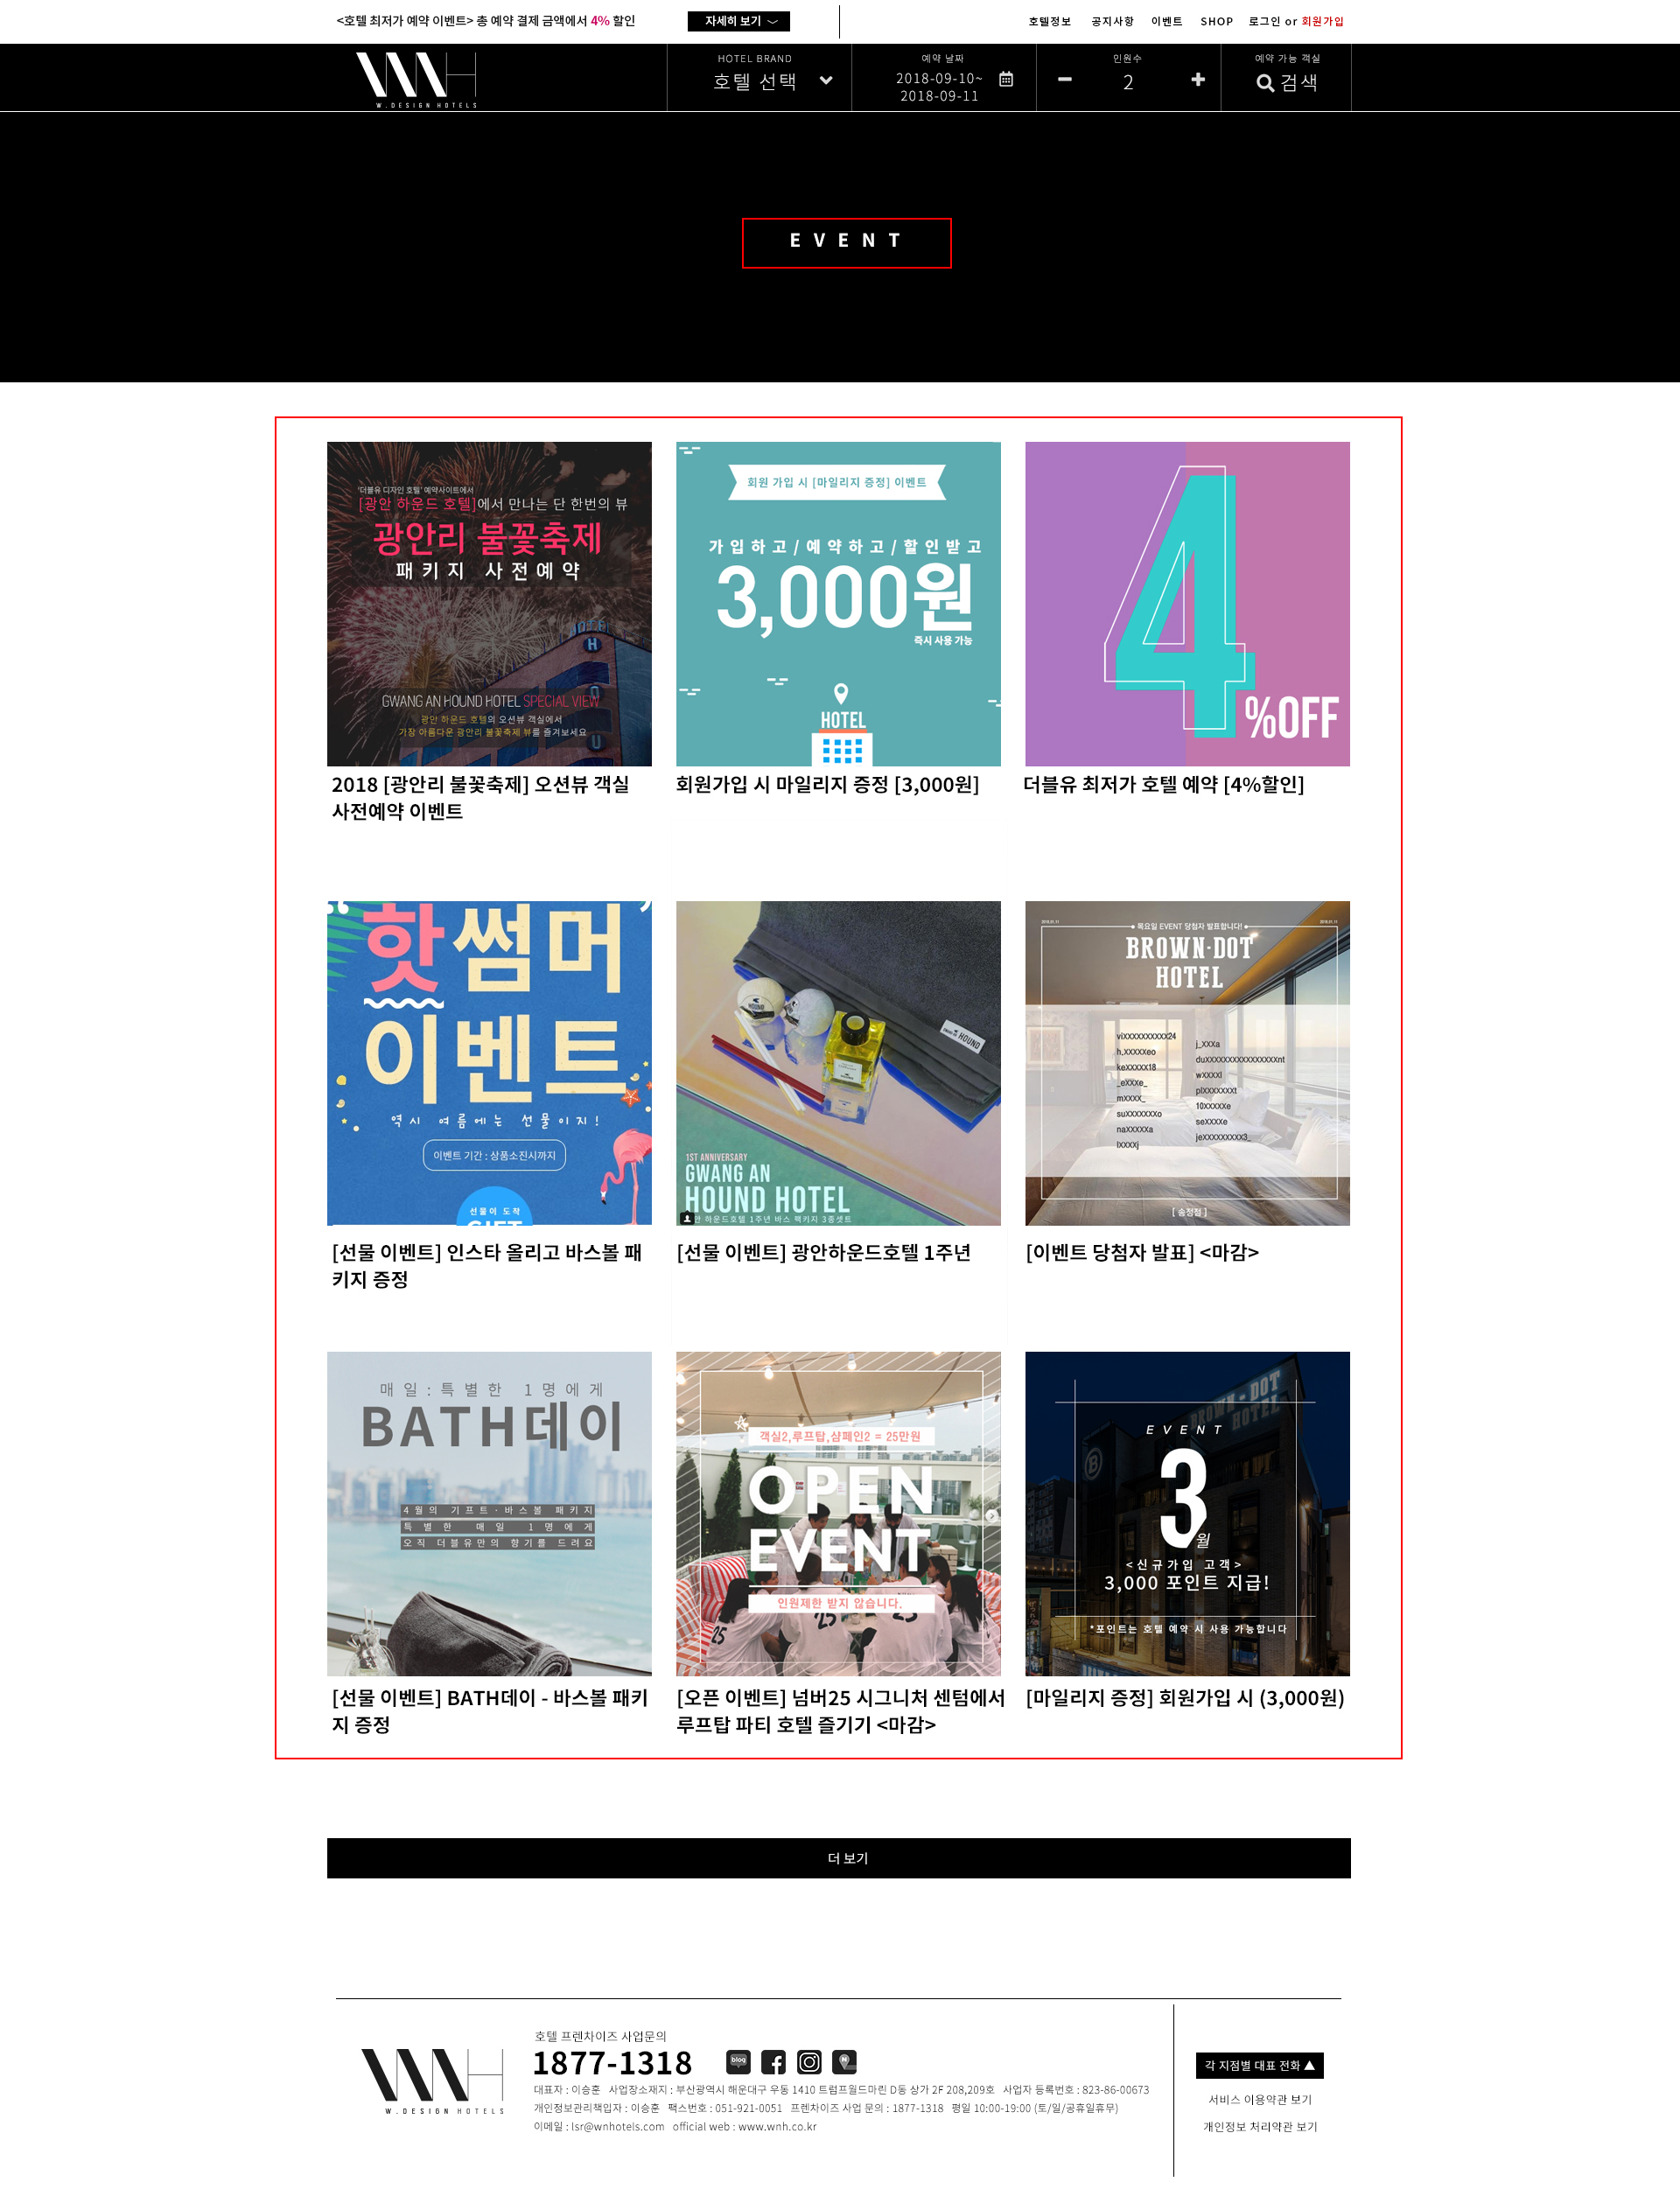 <호텔 최저가 예약 이벤트> 총 예약 결제 금액에서 4% 할인
자세히 보기
호텔정보 공지사항 이벤트 SHOP 로그인 or 회원가입
WNH
W.DESIGN HOTELS
HOTEL BRAND
호텔 선택
예약 날짜
2018-09-10~
2018-09-11
인원수
2
예약 가능 객실
검색
EVENT
'더블유 디자인 호텔' 예약사이트에서
[광안 하운드 호텔]에서 만나는 단 한번의 뷰
광안리 불꽃축제
패키지 사전예약
HOTEL
H
O
U
GWANG AN HOUND HOTEL SPECIAL VIEW
광안 하운드 호텔의 오션뷰 객실에서
가장 아름다운 광안리 불꽃축제 뷰를 즐겨보세요
2018 [광안리 불꽃축제] 오션뷰 객실
사전예약 이벤트
회원 가입 시 [마일리지 증정] 이벤트
가입하고/예약하고/할인받고
3,000원
즉시 사용 가능
HOTEL
회원가입 시 마일리지 증정 [3,000원]
4
%OFF
더블유 최저가 호텔 예약 [4%할인]
핫썸머
이벤트
역시 여름에는 선물이지!
이벤트 기간 : 상품소진시까지
선물이 도착
GIFT
[선물 이벤트] 인스타 올리고 바스볼 패
키지 증정
HOUND
HOUND
1ST ANNIVERSARY
GWANG AN
HOUND HOTEL
안 하운드호텔 1주년 바스 팩키지 3종셋트
[선물 이벤트] 광안하운드호텔 1주년
목요일 EVENT 당첨자 발표합니다!
BROWN·DOT
HOTEL
viXXXXXXXXXX24
h.XXXXXeo
keXXXXX18
_eXXXe_
mXXXX_
suXXXXXXXo
naXXXXXa
lXXXXj
j_XXXa
duXXXXXXXXXXXXXXXnt
wXXXXl
plXXXXXXXt
10XXXXXe
seXXXXe
jeXXXXXXXXX3_
[ 송정점 ]
[이벤트 당첨자 발표] <마감>
매일:특별한 1명에게
BATH데이
4월의 기프트·바스볼 패키지
특별한 매일 1명에게
오직 더블유만의 향기를 드려요
[선물 이벤트] BATH데이 - 바스볼 패키
지 증정
객실2,루프탑,샴페인2 = 25만원
OPEN
EVENT
인원제한 받지 않습니다.
25
25
[오픈 이벤트] 넘버25 시그니처 센텀에서
루프탑 파티 호텔 즐기기 <마감>
BROWN-DOT
HOTEL
B
EVENT
3월
<신규가입 고객>
3,000 포인트 지급!
*포인트는 호텔 예약 시 사용 가능합니다
[마일리지 증정] 회원가입 시 (3,000원)
더 보기
WNH
W.DESIGN HOTELS
호텔 프렌차이즈 사업문의
1877-1318
blog
대표자 : 이승훈 사업장소재지 : 부산광역시 해운대구 우동 1410 트럼프월드마린 D동 상가 2F 208,209호 사업자 등록번호 : 823-86-00673
개인정보관리책임자 : 이승훈 팩스번호 : 051-921-0051 프렌차이즈 사업 문의 : 1877-1318 평일 10:00-19:00 (토/일/공휴일휴무)
이메일 : lsr@wnhotels.com official web : www.wnh.co.kr
각 지점별 대표 전화 ▲
서비스 이용약관 보기
개인정보 처리약관 보기